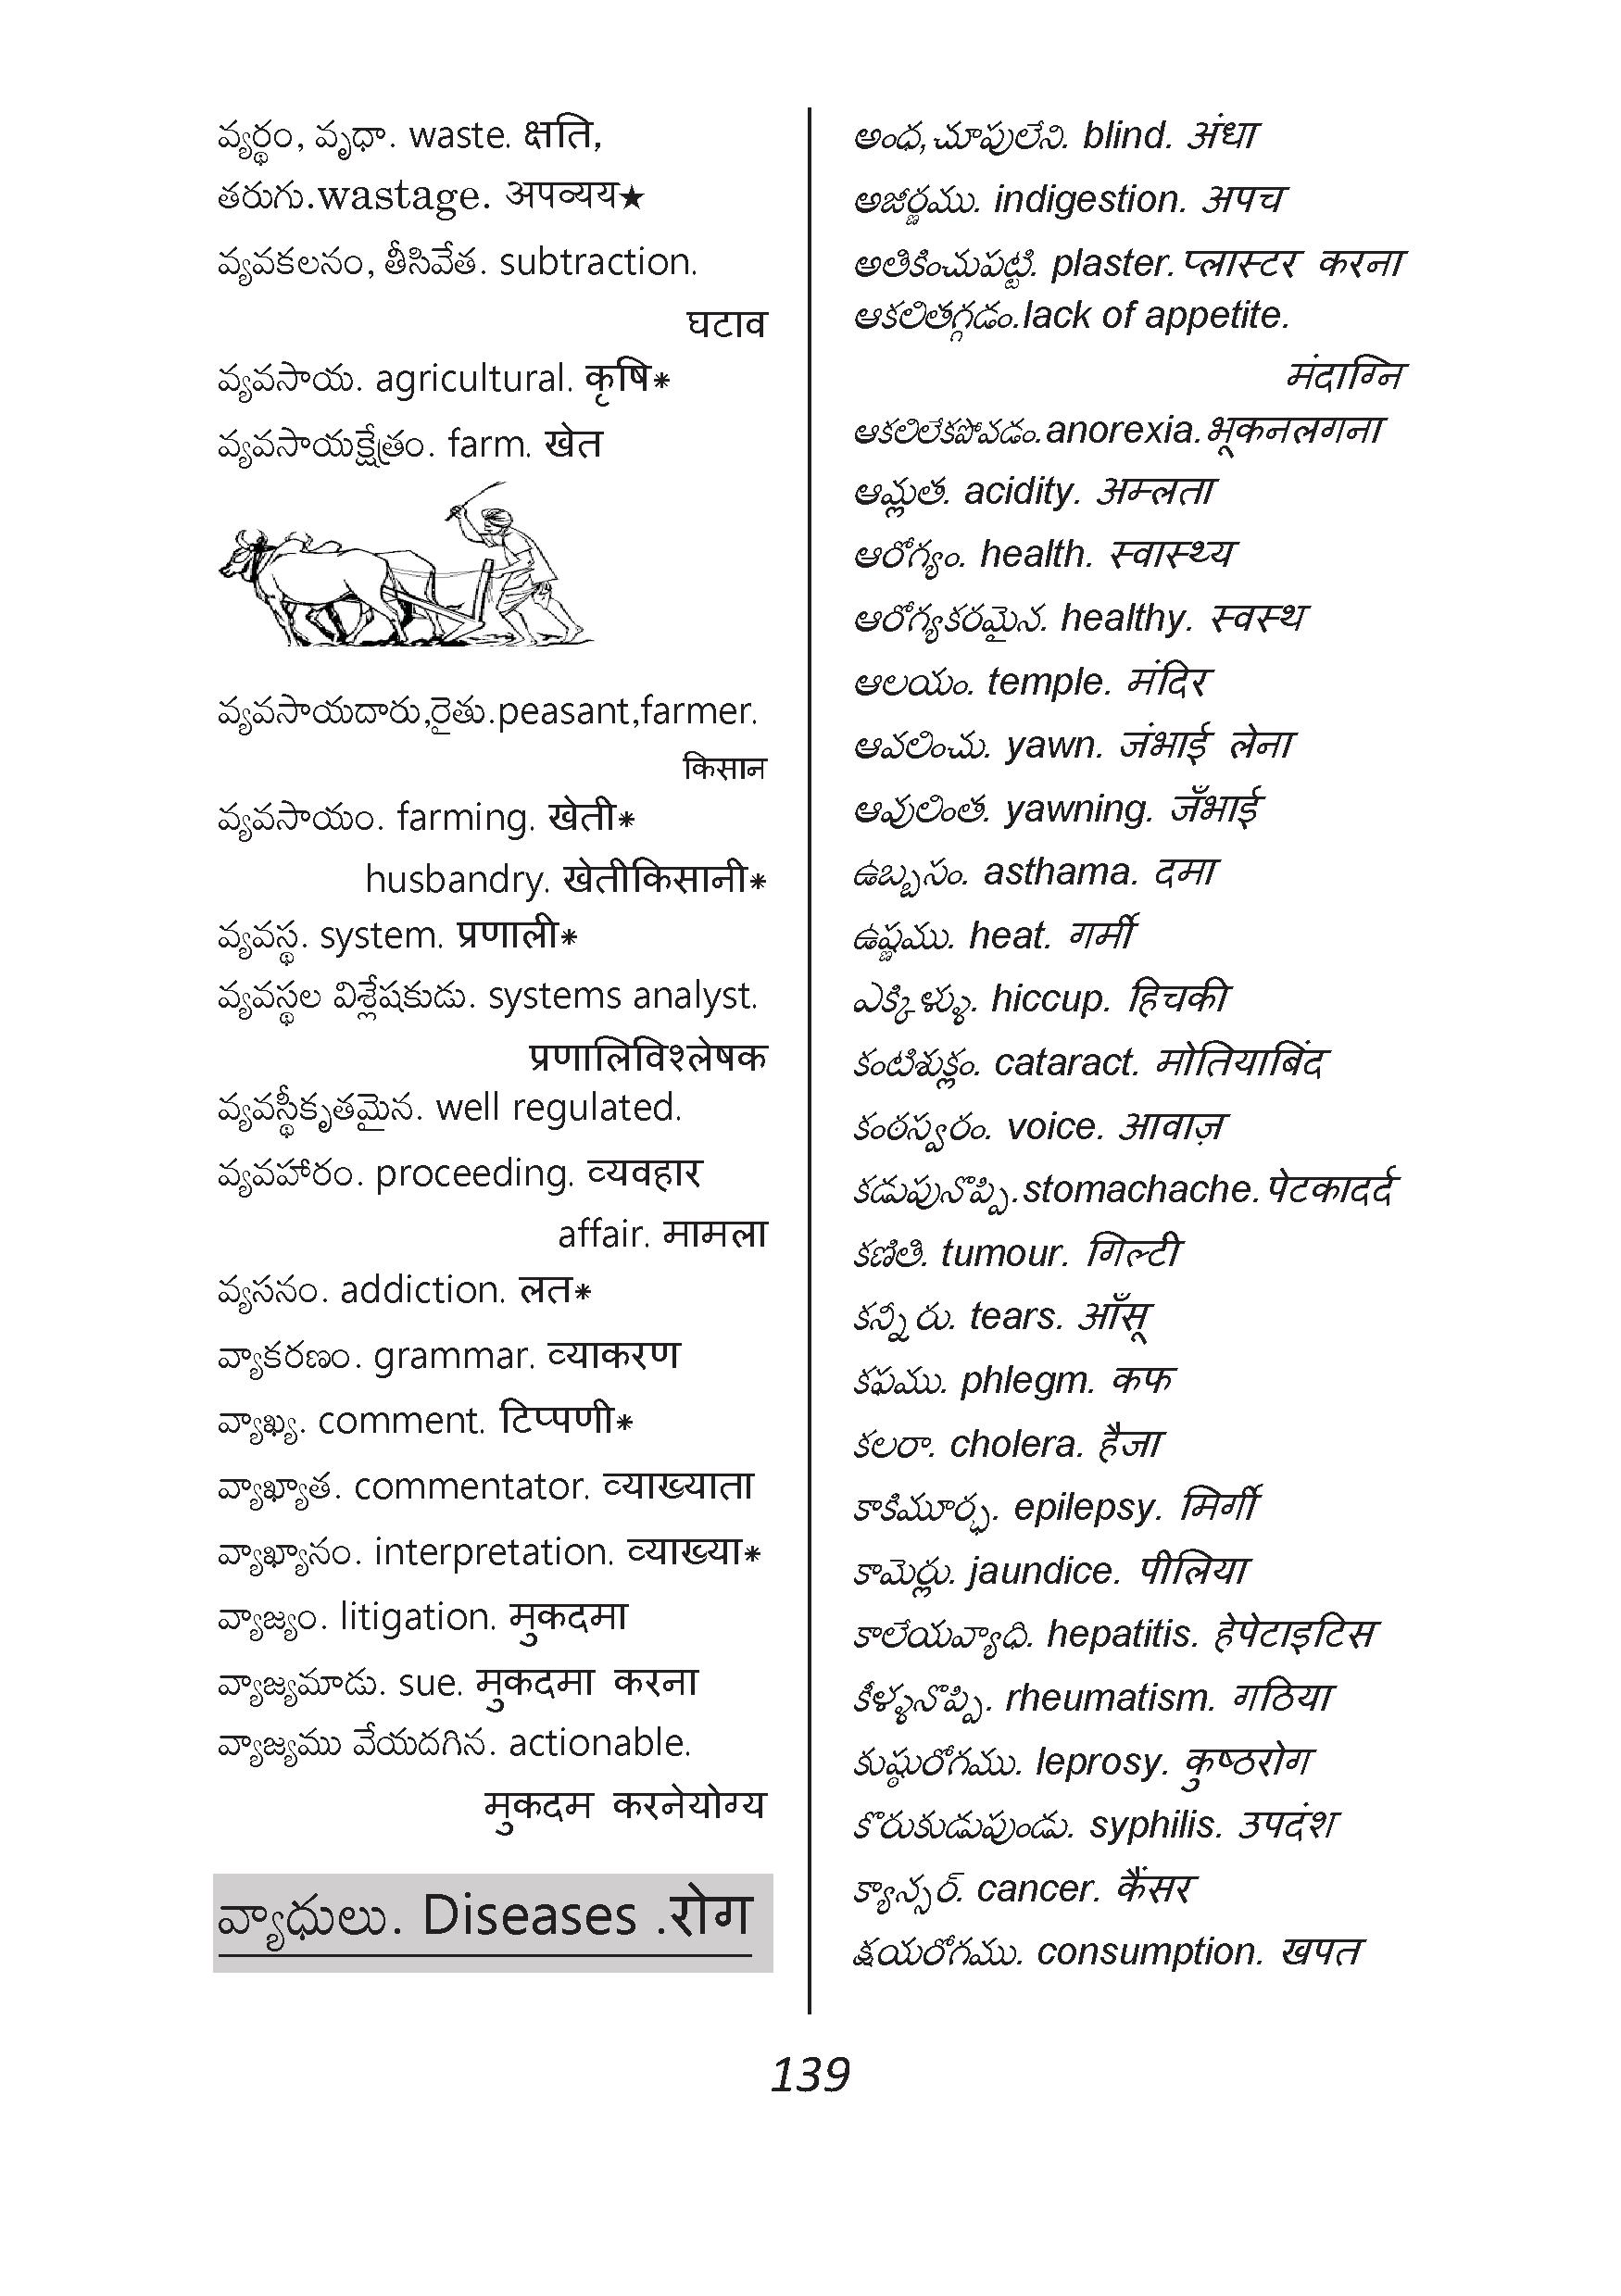 వ్యర్థం, వృధా. waste. क्षति,
తరుగు.wastage. अपव्यय★
వ్యవకలనం, తీసివేత. subtraction.
घटाव
వ్యవసాయ. agricultural. कृषि*
వ్యవసాయక్షేత్రం. farm. खेत
వ్యవసాయదారు,రైతు.peasant,farmer.
किसान
వ్యవసాయం. farming. खेती*
husbandry. खेतीकिसानी*
వ్యవస్థ. system. प्रणाली*
వ్యవస్థల విశ్లేషకుడు. systems analyst.
प्रणालिविश्लेषक
వ్యవస్థీకృతమైన. well regulated.
వ్యవహారం. proceeding. व्यवहार
affair. मामला
వ్యసనం. addiction. लत*
వ్యాకరణం. grammar. व्याकरण
వ్యాఖ్య. comment. टिप्पणी*
వ్యాఖ్యాత. commentator. व्याख्याता
వ్యాఖ్యానం. interpretation. व्याख्या*
వ్యాజ్యం. litigation. मुकदमा
వ్యాజ్యమాడు. sue. मुकदमा करना
వ్యాజ్యము వేయదగిన. actionable.
मुकदम करनेयोग्य
వ్యాధులు. Diseases .रोग
అంధ,చూపులేని. blind. अंधा
అజీర్ణము. indigestion. अपच
అతికించుపట్టి. plaster.प्लास्टर करना
ఆకలితగ్గడం.lack of appetite.
मंदाग्नि
ఆకలిలేకపోవడం.anorexia.भूकनलगना
ఆమ్లత. acidity. अम्लता
ఆరోగ్యం. health. स्वास्थ्य
ఆరోగ్యకరమైన. healthy. स्वस्थ
ఆలయం. temple. मंदिर
ఆవలించు. yawn. जंभाई लेना
ఆవులింత. yawning. जँभाई
ఉబ్బసం. asthama. दमा
ఉష్ణము. heat. गर्मी
ఎక్కిళ్ళు. hiccup. हिचकी
కంటిశుక్లం. cataract. मोतियाबिंद
కంఠస్వరం. voice. आवाज़
కడుపునొప్పి.stomachache.पेटकादर्द
కణితి. tumour. गिल्टी
కన్నీరు. tears. आँसू
కఫము. phlegm. कफ
కలరా. cholera. हैजा
కాకిమూర్ఛ. epilepsy. मिर्गी
కామెర్లు. jaundice. पीलिया
కాలేయవ్యాధి. hepatitis. हेपेटाइटिस
కీళ్ళనొప్పి. rheumatism. गठिया
కుష్ఠురోగము. leprosy. कुष्ठरोग
కొరుకుడుపుండు. syphilis. उपदंश
క్యాన్సర్. cancer. कैंसर
క్షయరోగము. consumption. खपत
139